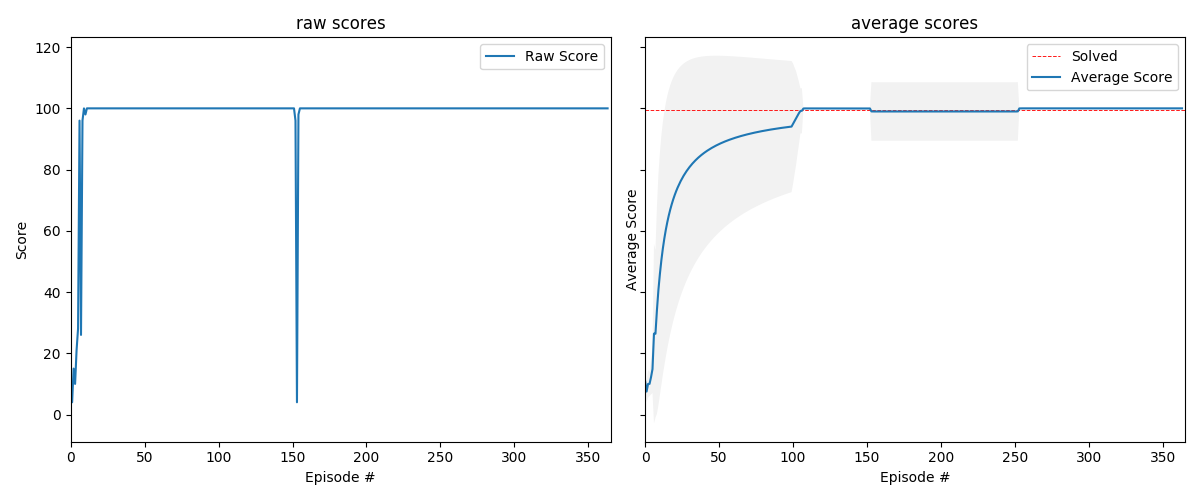 raw scores
Raw Score
Score
120
100
80
60
40
20
0
0 50 100 150 200 250 300 350
Episode #
average scores
Solved
Average Score
Average Score
0 50 100 150 200 250 300 350
Episode #